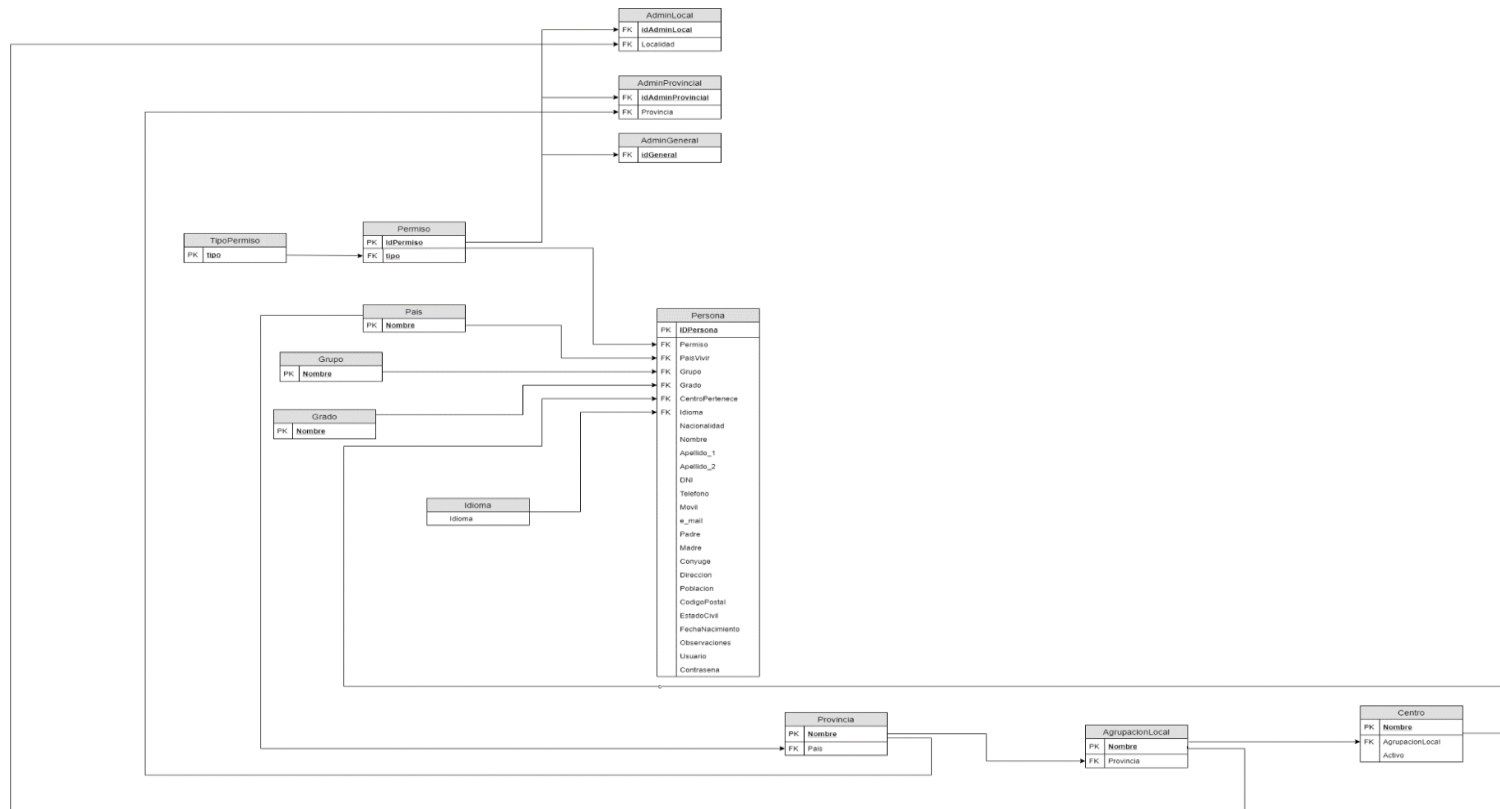 AdminLocal
FK idAdminLocal
FK Localidad
AdminProvincial
FK idAdminProvincial
FK Provincia
AdminGeneral
FK idGeneral
TipoPermiso
PK tipo
Permiso
PK IdPermiso
FK tipo
Pais
PK Nombre
Grupo
PK Nombre
Grado
PK Nombre
Idioma
Idioma
Persona
PK IDPersona
FK Permiso
FK PaisVivir
FK Grupo
FK Grado
FK CentroPertenece
FK Idioma
Nacionalidad
Nombre
Apellido_1
Apellido_2
DNI
Telefono
Movil
e_mail
Padre
Madre
Conyuge
Direccion
Poblacion
CodigoPostal
EstadoCivil
FechaNacimiento
Observaciones
Usuario
Contrasena
Provincia
PK Nombre
FK Pais
AgrupacionLocal
PK Nombre
FK Provincia
Centro
PK Nombre
FK AgrupacionLocal
Activo